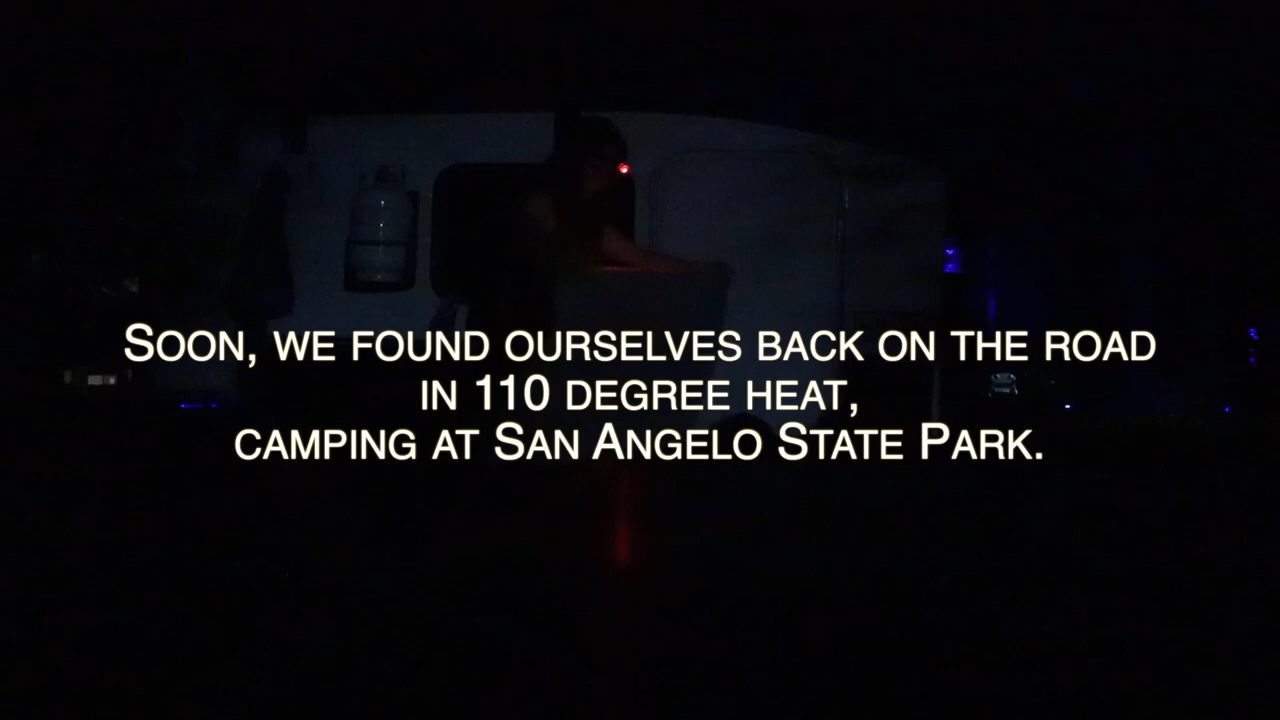 Soon, we found ourselves back on the road
in 110 degree heat,
camping at San Angelo State Park.